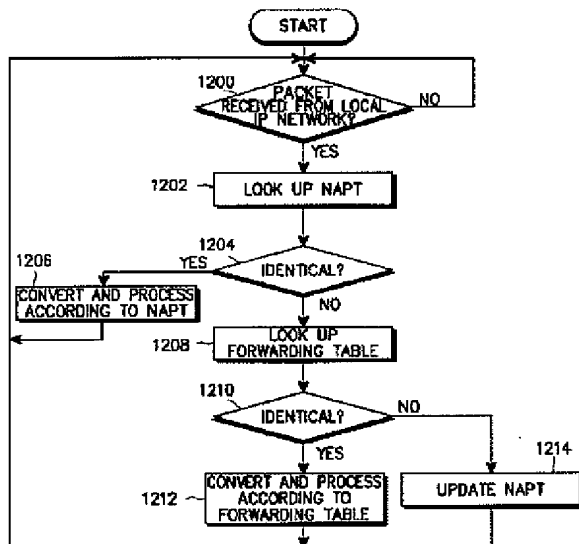 START
1200
PACKET
RECEIVED FROM LOCAL
IP NETWORK?
NO
YES
1202
LOOK UP NAPT
1204
IDENTICAL?
YES
NO
1206
CONVERT AND PROCESS
ACCORDING TO NAPT
LOOK UP
FORWARDING TABLE
1208
1210
IDENTICAL?
NO
YES
1212
CONVERT AND PROCESS
ACCORDING TO
FORWARDING TABLE
1214
UPDATE NAPT